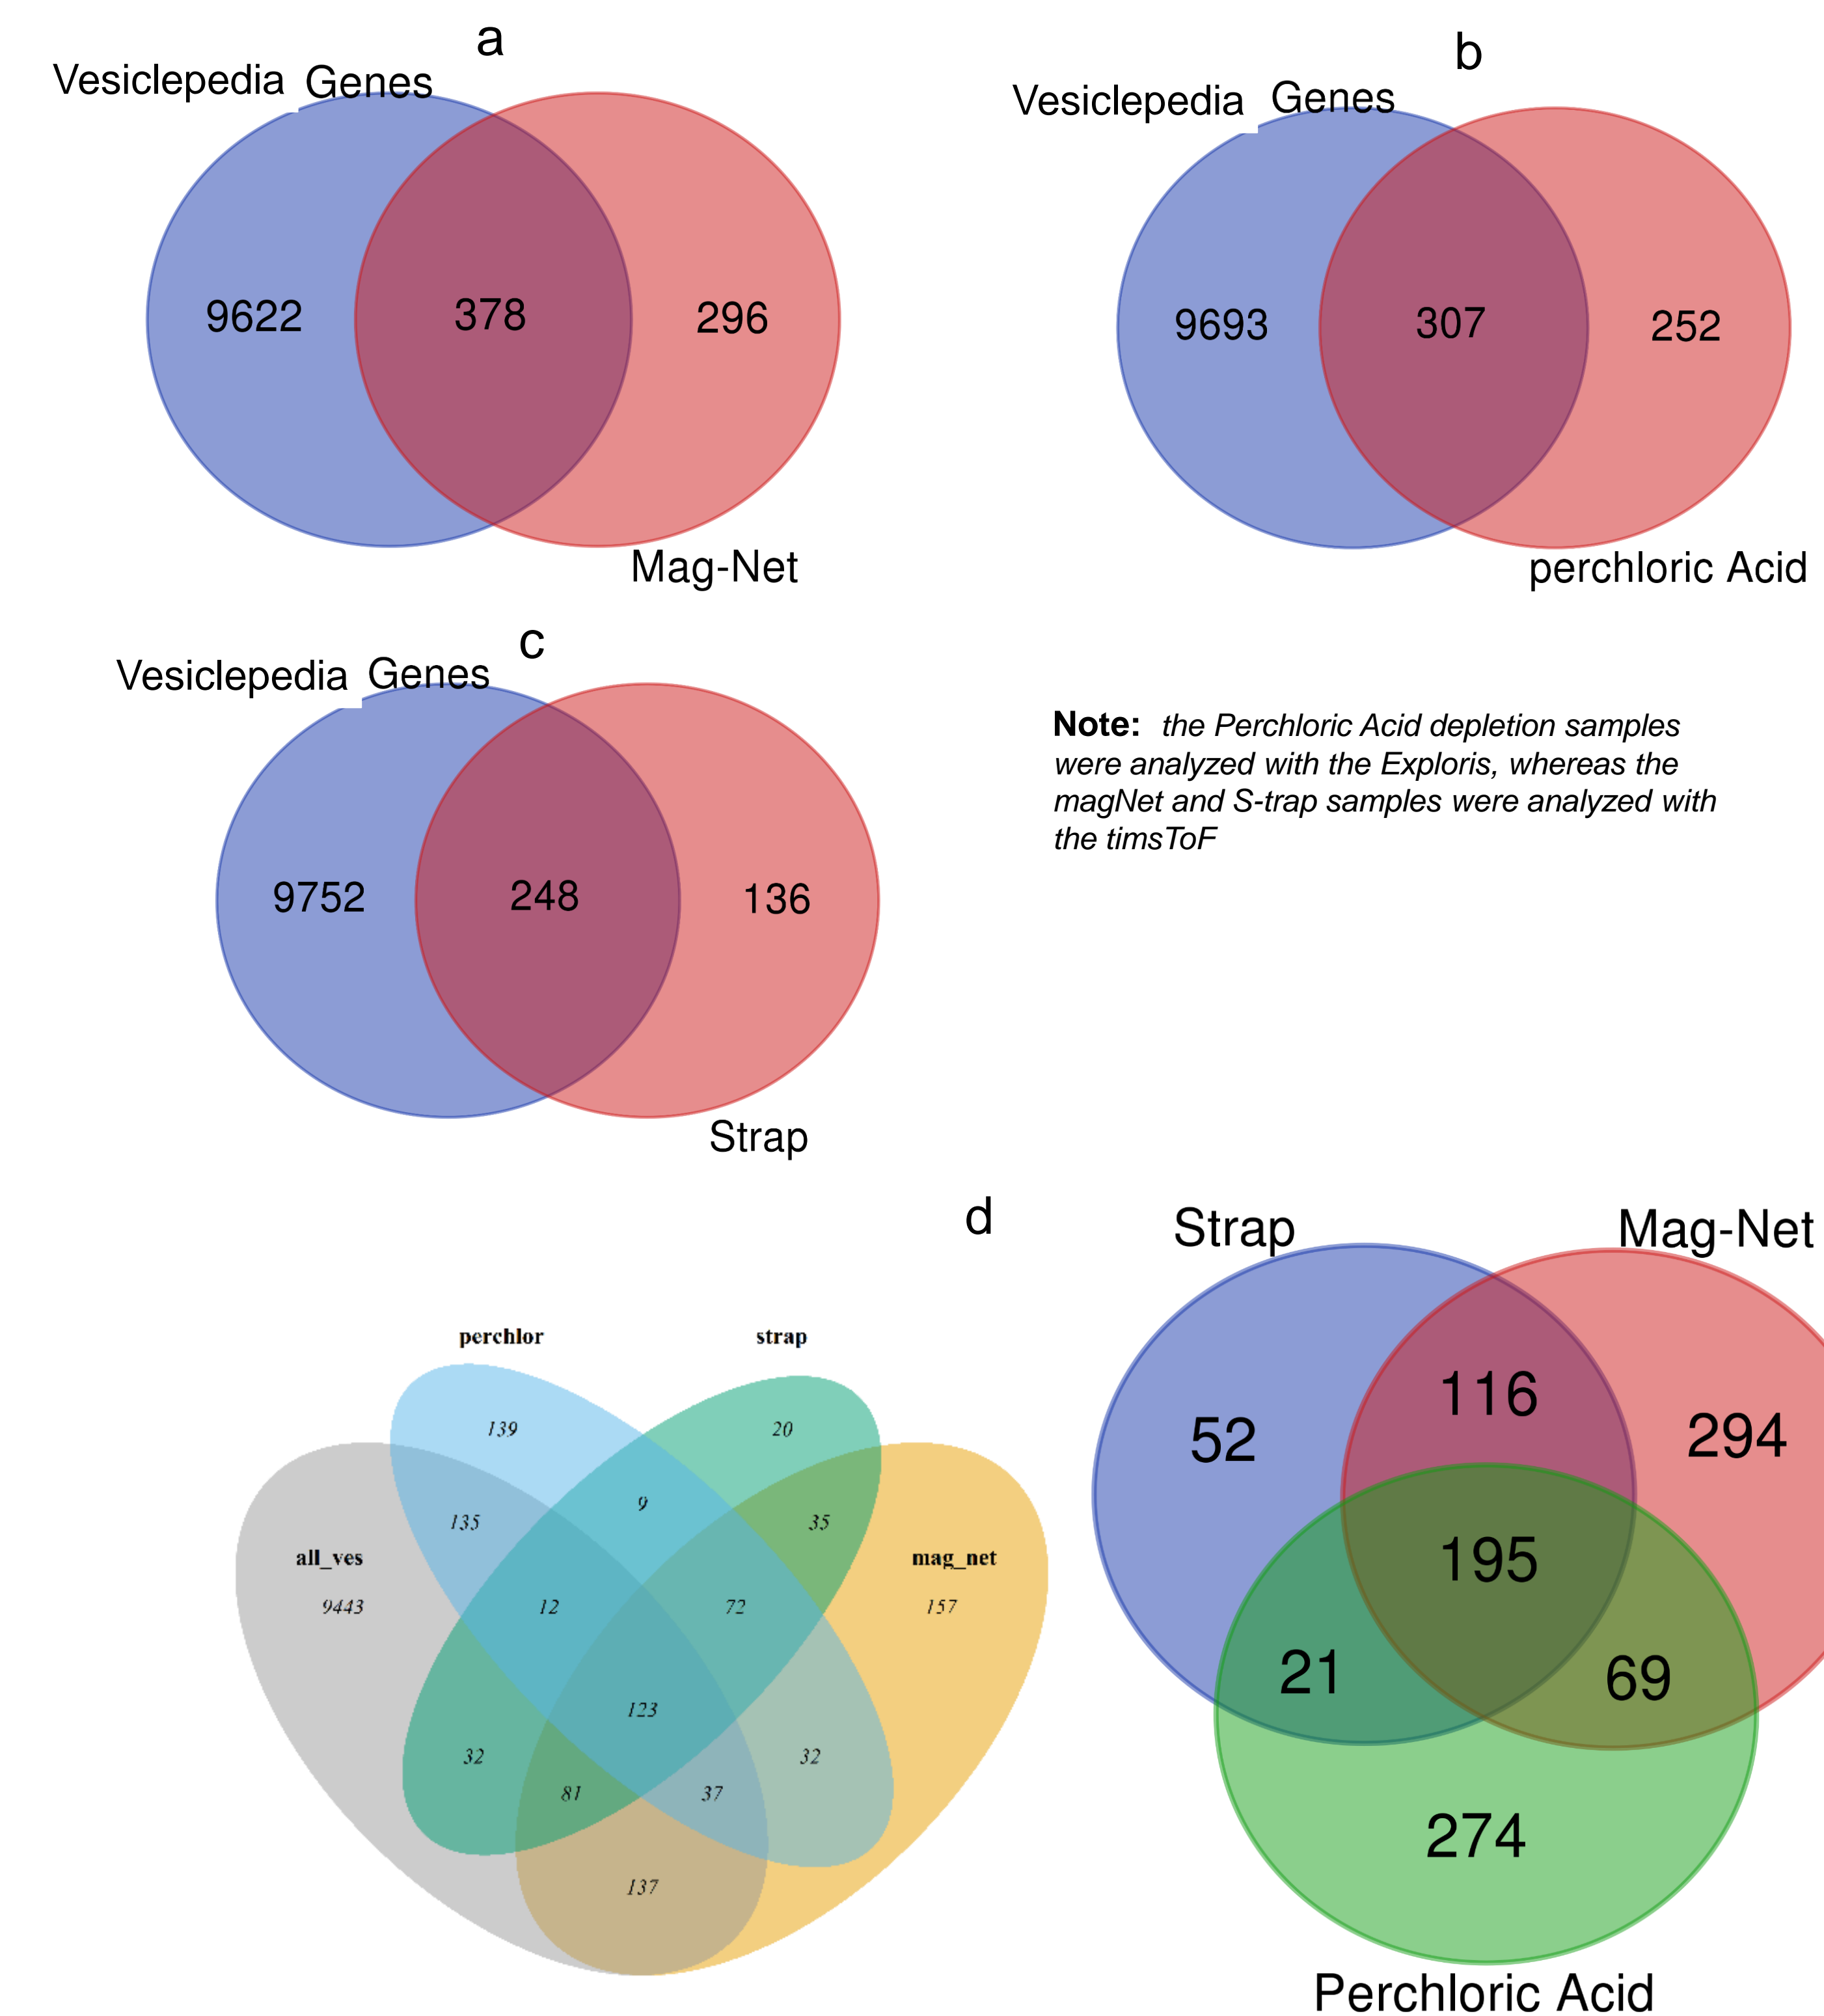 a
Vesiclepedia Genes
9622
378
296
Mag-Net
b
Vesiclepedia Genes
9693
307
252
perchloric Acid
c
Vesiclepedia Genes
9752
248
136
Strap
Note: the Perchloric Acid depletion samples
were analyzed with the Exploris, whereas the
magNet and S-trap samples were analyzed with
the timsToF
d
perchlor
strap
139
20
9
135
35
all_ves
mag_net
9443
12
72
157
123
32
32
81
37
137
Strap
Mag-Net
116
52
294
195
21
69
274
Perchloric Acid